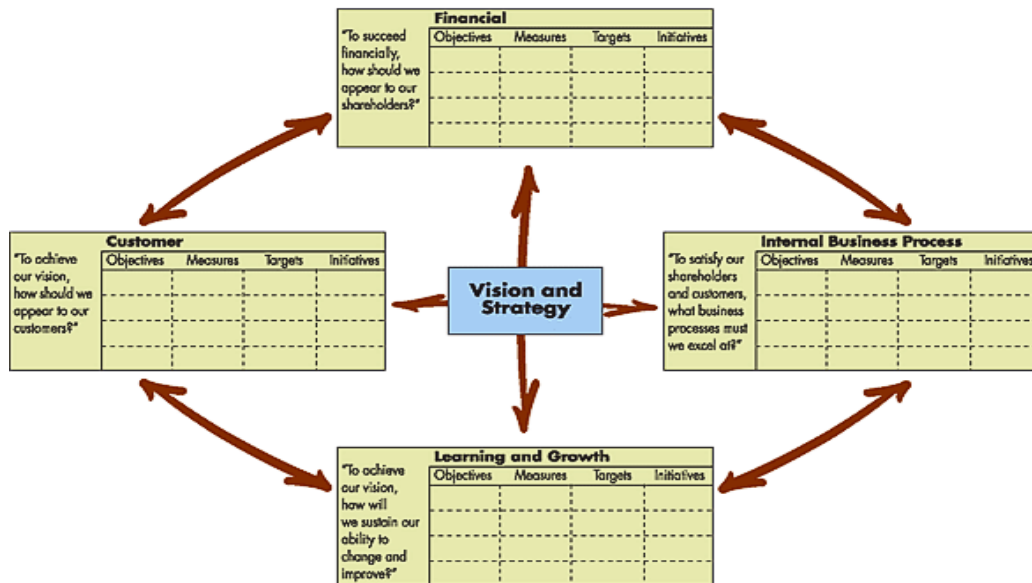 Financial
"To succeed
financially,
how should we
appear to our
shareholders?"
Objectives Measures Targets Initiatives
Customer
"To achieve
our vision,
how should we
appear to our
customers?"
Objectives Measures Targets Initiatives
Vision and
Strategy
Internal Business Process
"To satisfy our
shareholders
and customers,
what business
processes must
we excel at?"
Objectives Measures Targets Initiatives
Learning and Growth
"To achieve
our vision,
how will
we sustain our
ability to
change and
improve?"
Objectives Measures Targets Initiatives